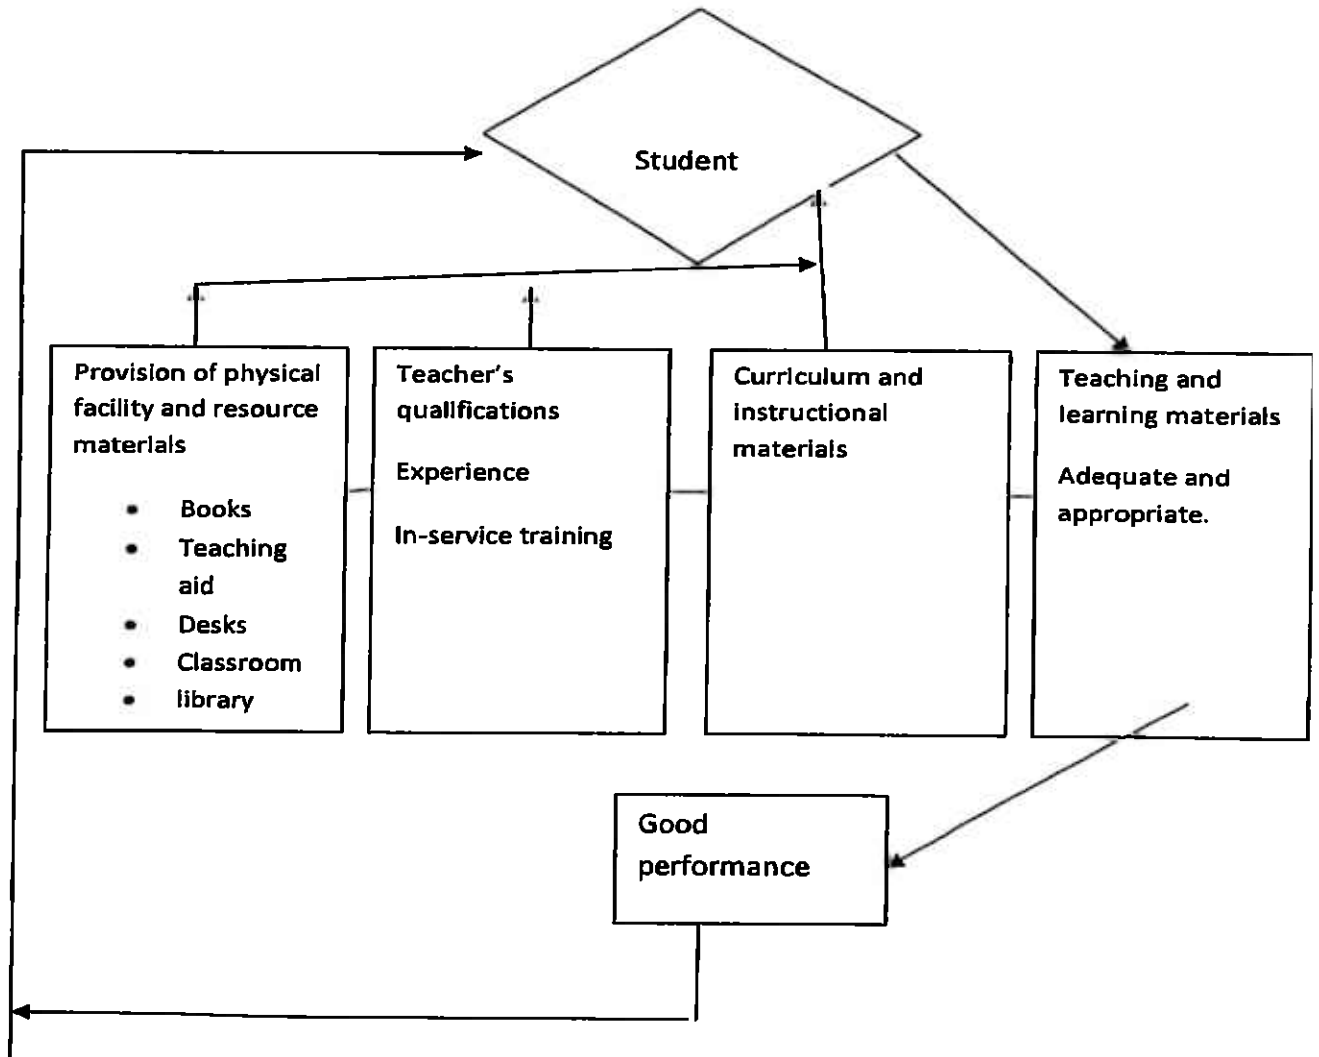 Student
Provision of physical
facility and resource
materials
• Books
• Teaching
aid
• Desks
• Classroom
• library
Teacher's
qualifications
Experience
In-service training
Curriculum and
instructional
materials
Teaching and
learning materials
Adequate and
appropriate.
Good
performance